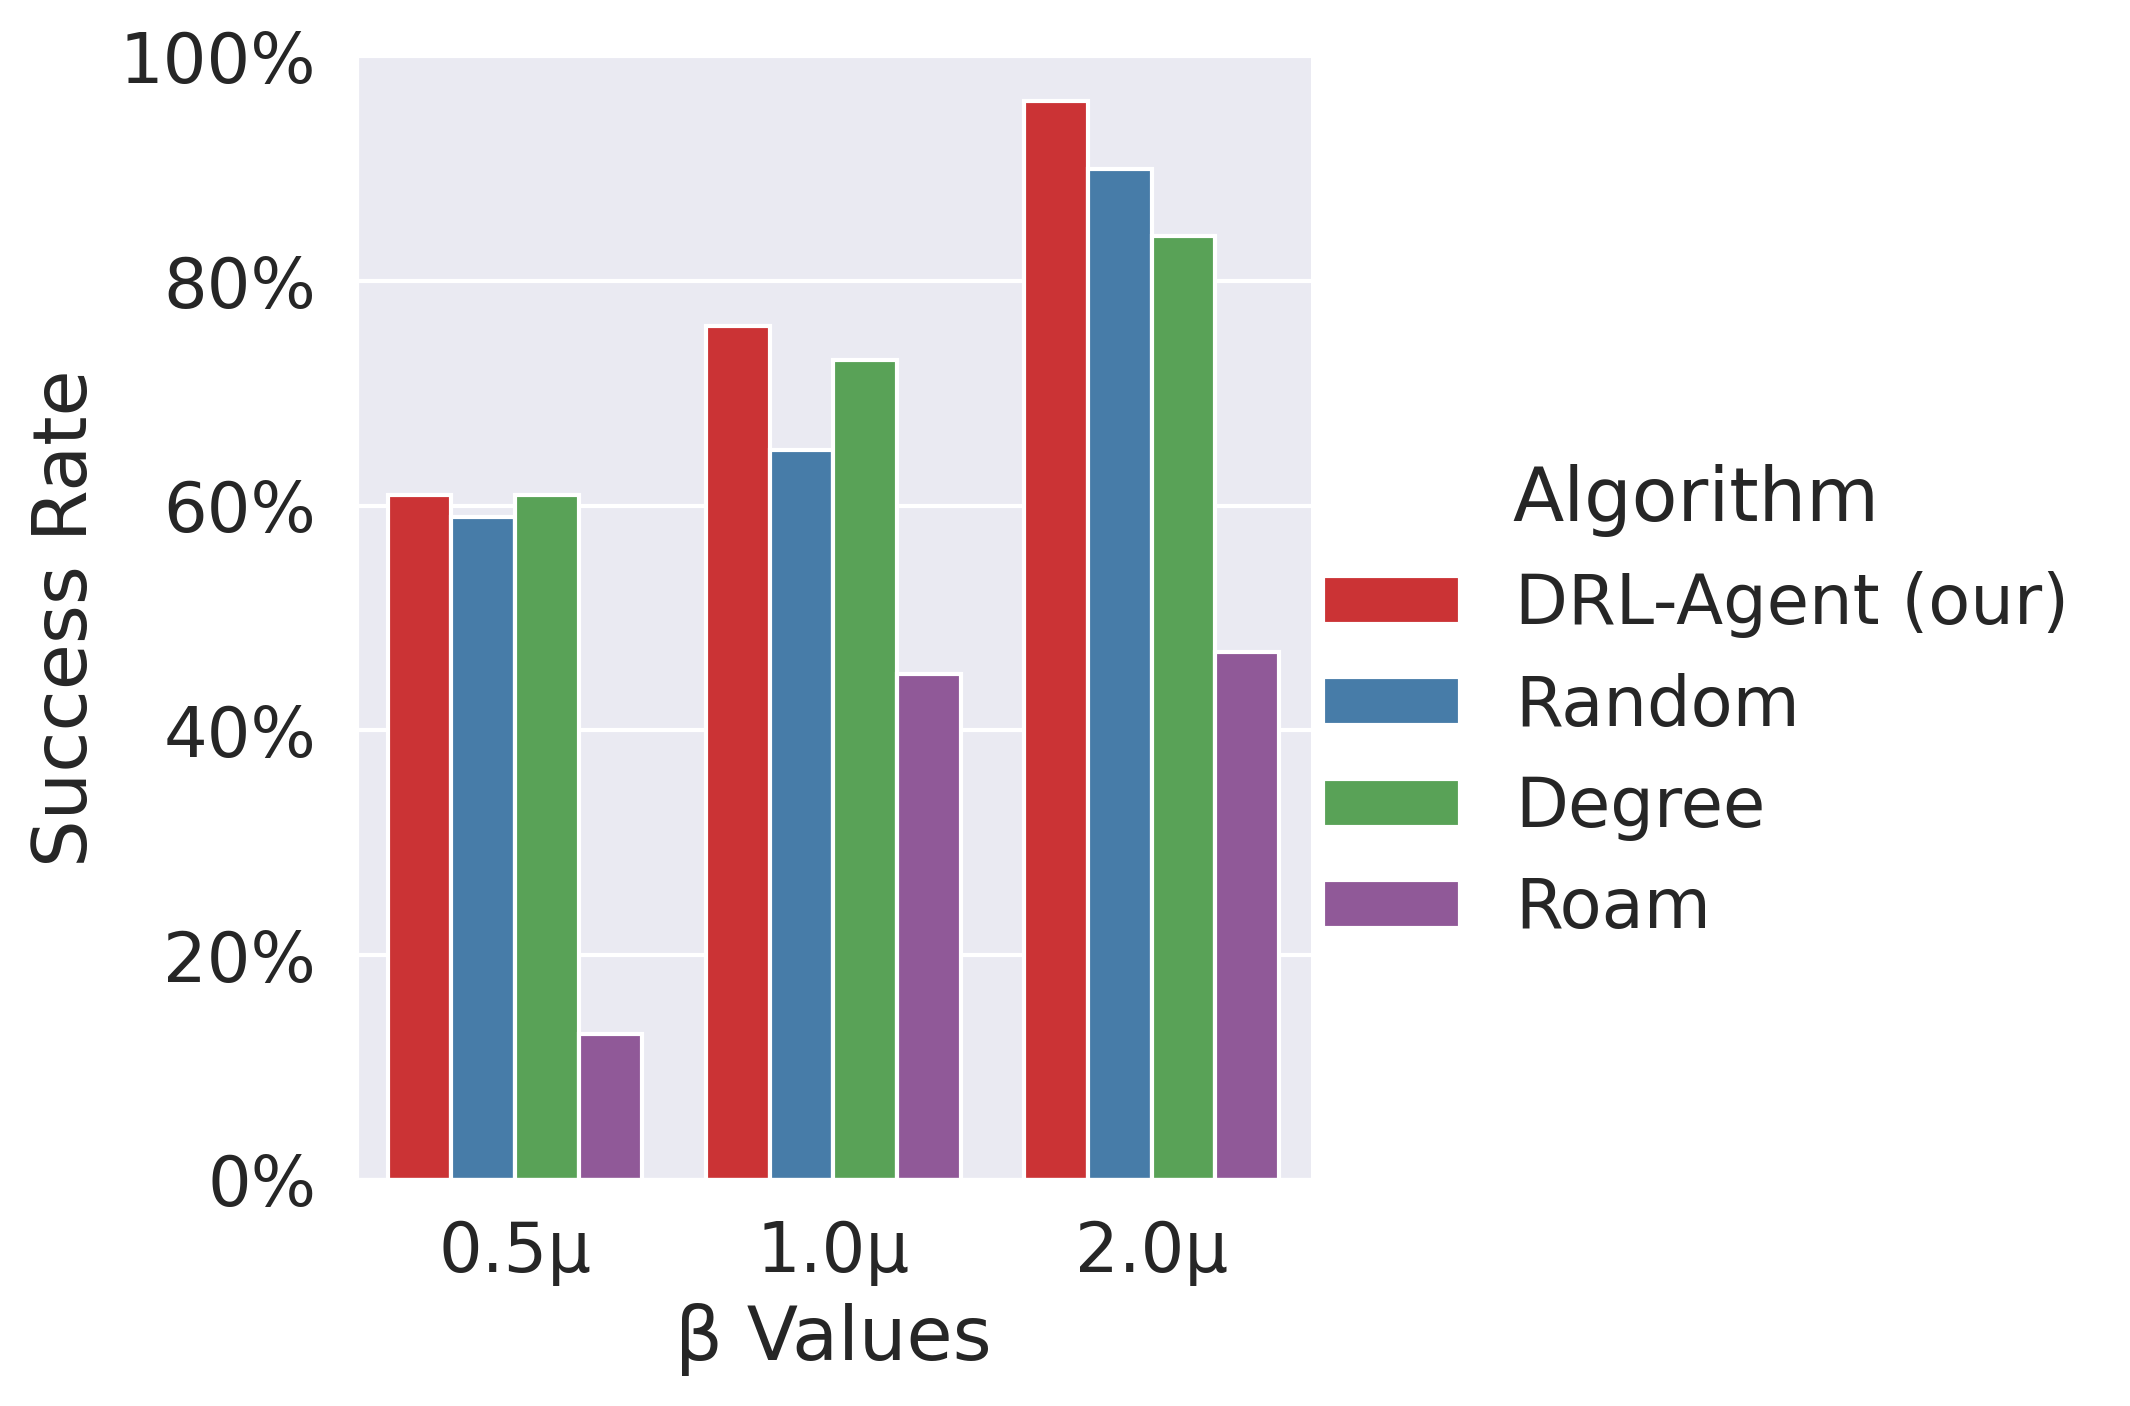 100%
80%
60%
40%
20%
0%
Success Rate
0.5μ
1.0μ
2.0μ
β Values
Algorithm
DRL-Agent (our)
Random
Degree
Roam